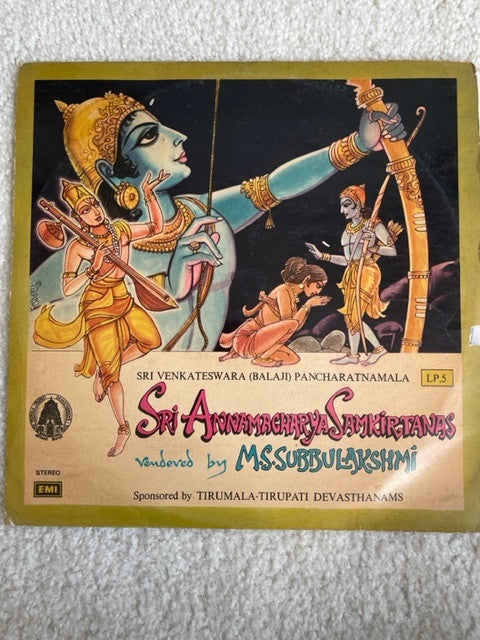 SRI VENKATESWARA (BALAJI) PANCHARATNAMALA
LP.5
SRI ANNAMACHARYA SAMKIRTANAS
rendered by M.S. SUBBULAKSHMI
STEREO
EMI
Sponsored by TIRUMALA-TIRUPATI DEVASTHANAMS